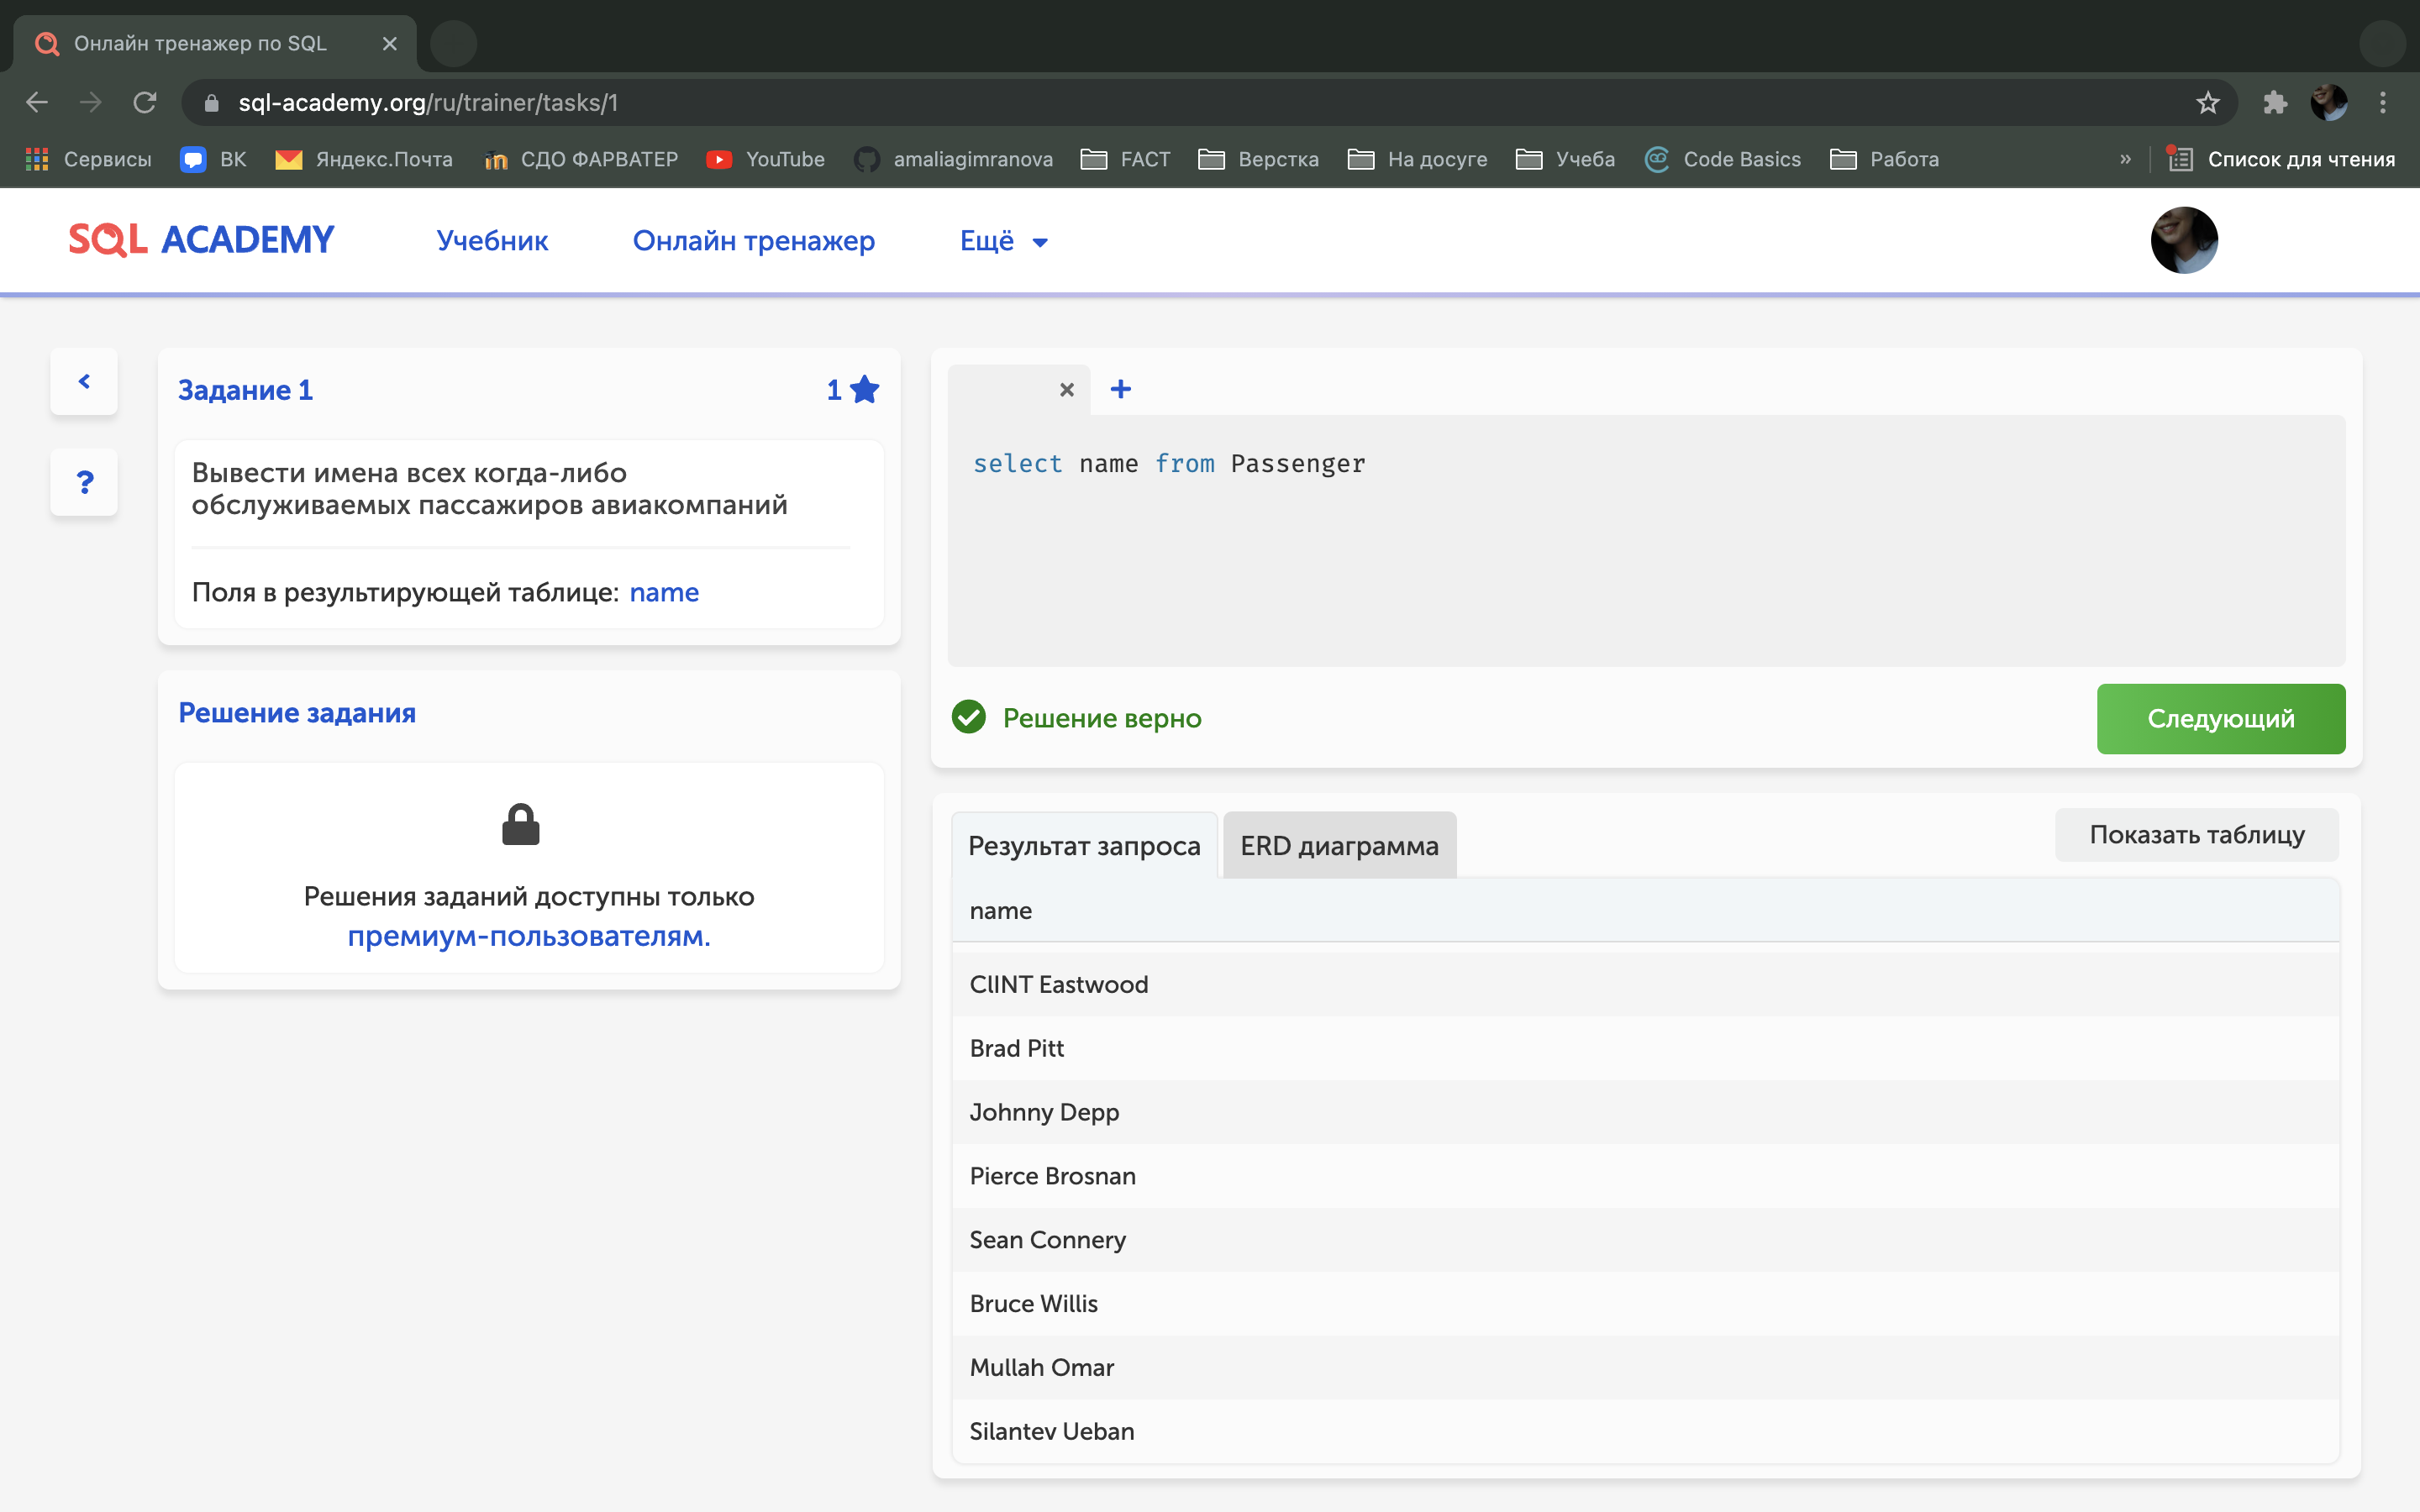 Онлайн тренажер по SQL
sql-academy.org/ru/trainer/tasks/1
Сервисы ВК Яндекс.Почта СДО ФАРВАТЕР YouTube amaliagimranova FACT Верстка На досуге Учеба Code Basics Работа » Список для чтения
SQL ACADEMY Учебник Онлайн тренажер Ещё
Задание 1 1
Вывести имена всех когда-либо
обслуживаемых пассажиров авиакомпаний
Поля в результирующей таблице: name
Решение задания
Решения заданий доступны только
премиум-пользователям.
select name from Passenger
Решение верно
Следующий
Результат запроса ERD диаграмма Показать таблицу
name
ClINT Eastwood
Brad Pitt
Johnny Depp
Pierce Brosnan
Sean Connery
Bruce Willis
Mullah Omar
Silantev Ueban